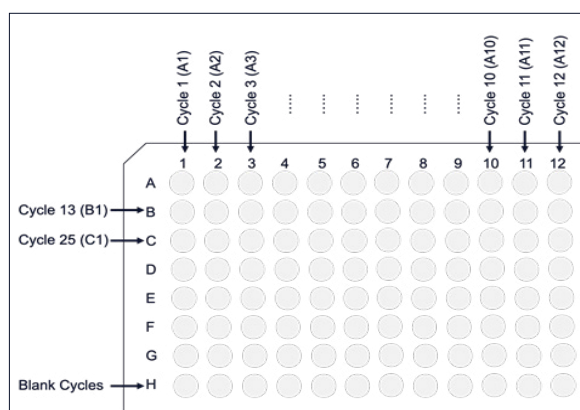 Cycle 1 (A1)
Cycle 2 (A2)
Cycle 3 (A3)
Cycle 10 (A10)
Cycle 11 (A11)
Cycle 12 (A12)
1 2 3 4 5 6 7 8 9 10 11 12
A
Cycle 13 (B1) B
Cycle 25 (C1) C
D
E
F
G
Blank Cycles H